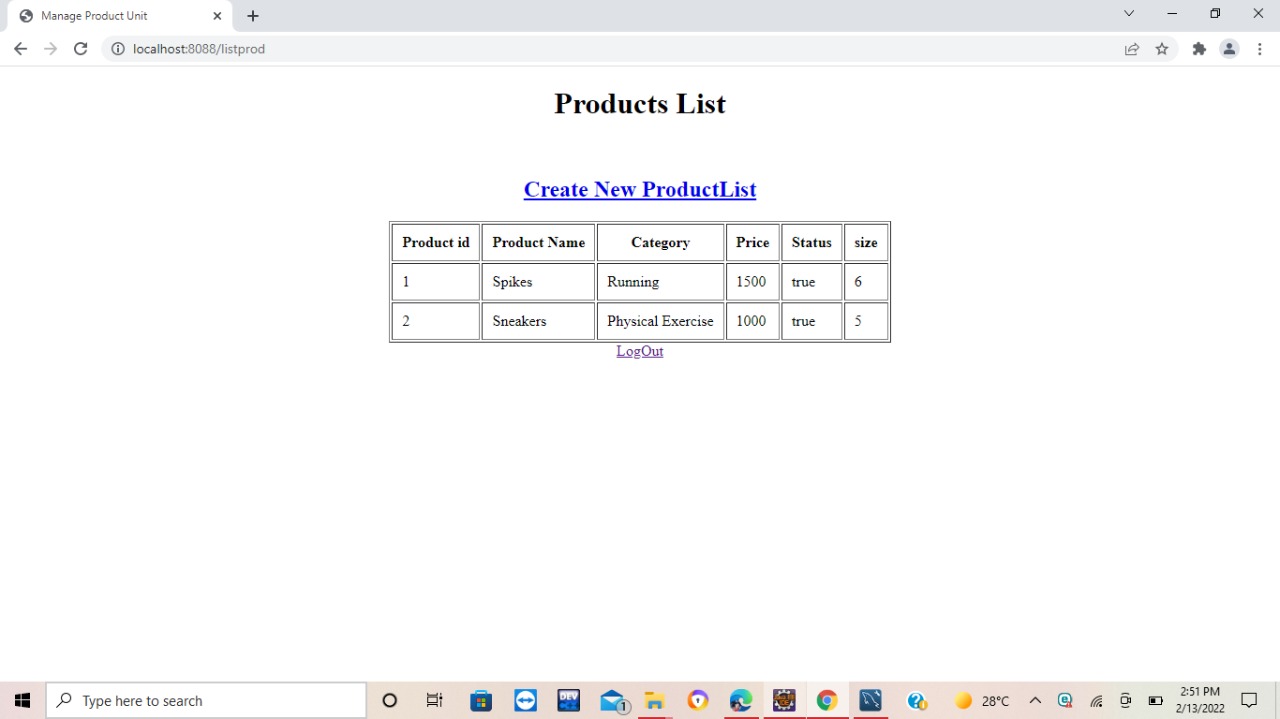 Manage Product Unit
localhost:8088/listprod
Products List
Create New ProductList
Product id Product Name Category Price Status size
1 Spikes Running 1500 true 6
2 Sneakers Physical Exercise 1000 true 5
LogOut
Type here to search
DEV
1
28°C
2:51 PM
2/13/2022